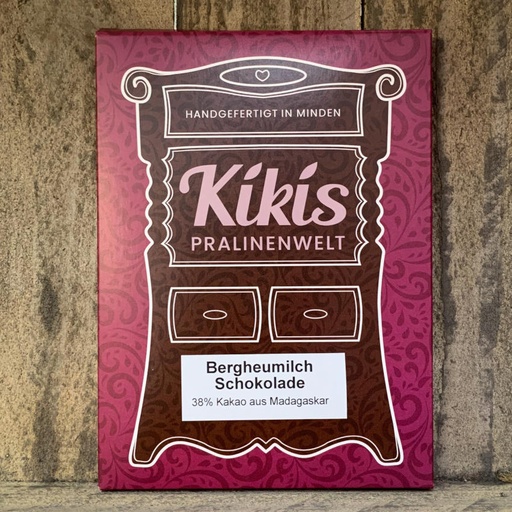 HANDGEFERTIGT IN MINDEN
Kikis
PRALINENWELT
Bergheumilch
Schokolade
38% Kakao aus Madagaskar